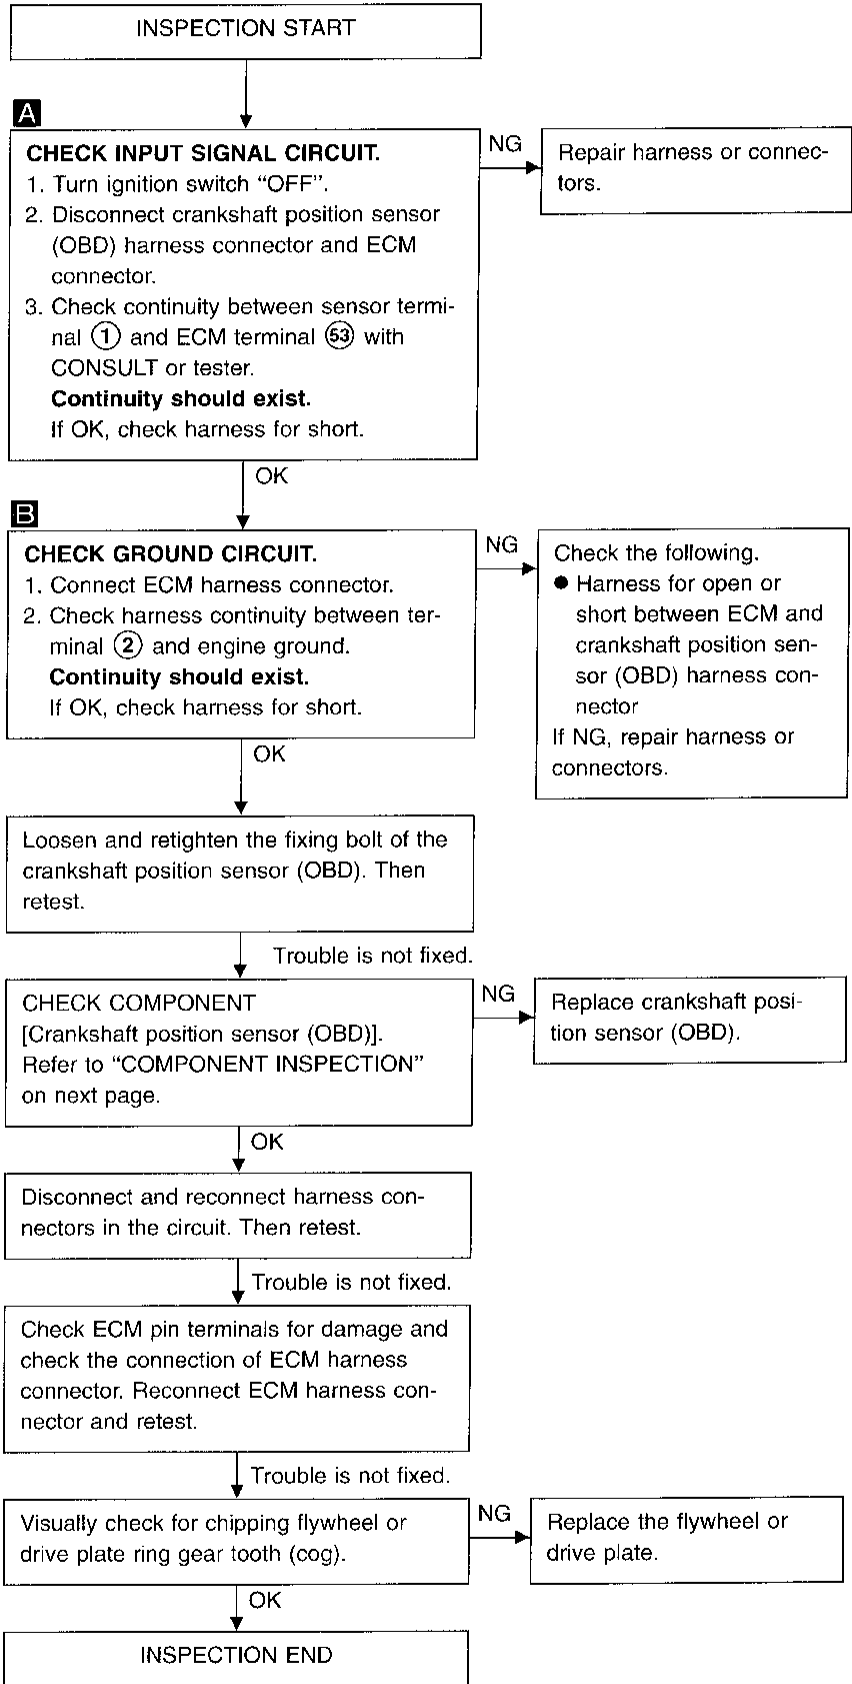 INSPECTION START
A
CHECK INPUT SIGNAL CIRCUIT.
1. Turn ignition switch “OFF”.
2. Disconnect crankshaft position sensor
(OBD) harness connector and ECM
connector.
3. Check continuity between sensor termi-
nal ① and ECM terminal 53 with
CONSULT or tester.
Continuity should exist.
If OK, check harness for short.
NG
Repair harness or connec-
tors.
OK
B
CHECK GROUND CIRCUIT.
1. Connect ECM harness connector.
2. Check harness continuity between ter-
minal ② and engine ground.
Continuity should exist.
If OK, check harness for short.
NG
Check the following.
● Harness for open or
short between ECM and
crankshaft position sen-
sor (OBD) harness con-
nector
If NG, repair harness or
connectors.
OK
Loosen and retighten the fixing bolt of the
crankshaft position sensor (OBD). Then
retest.
Trouble is not fixed.
CHECK COMPONENT
[Crankshaft position sensor (OBD)].
Refer to “COMPONENT INSPECTION”
on next page.
NG
Replace crankshaft posi-
tion sensor (OBD).
OK
Disconnect and reconnect harness con-
nectors in the circuit. Then retest.
Trouble is not fixed.
Check ECM pin terminals for damage and
check the connection of ECM harness
connector. Reconnect ECM harness con-
nector and retest.
Trouble is not fixed.
Visually check for chipping flywheel or
drive plate ring gear tooth (cog).
NG
Replace the flywheel or
drive plate.
OK
INSPECTION END